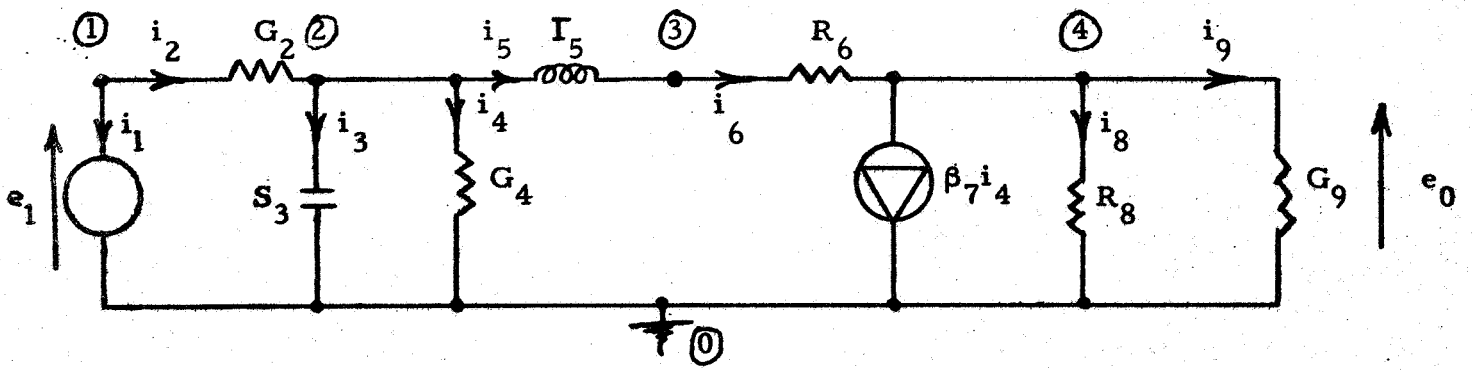 ① i₂ G₂ ② i₅ Γ₅ ③ R₆ ④ i₉
i₁ i₃ i₄ i₆ i₈
e₁ S₃ G₄ β₇i₄ R₈ G₉ e₀
⓪